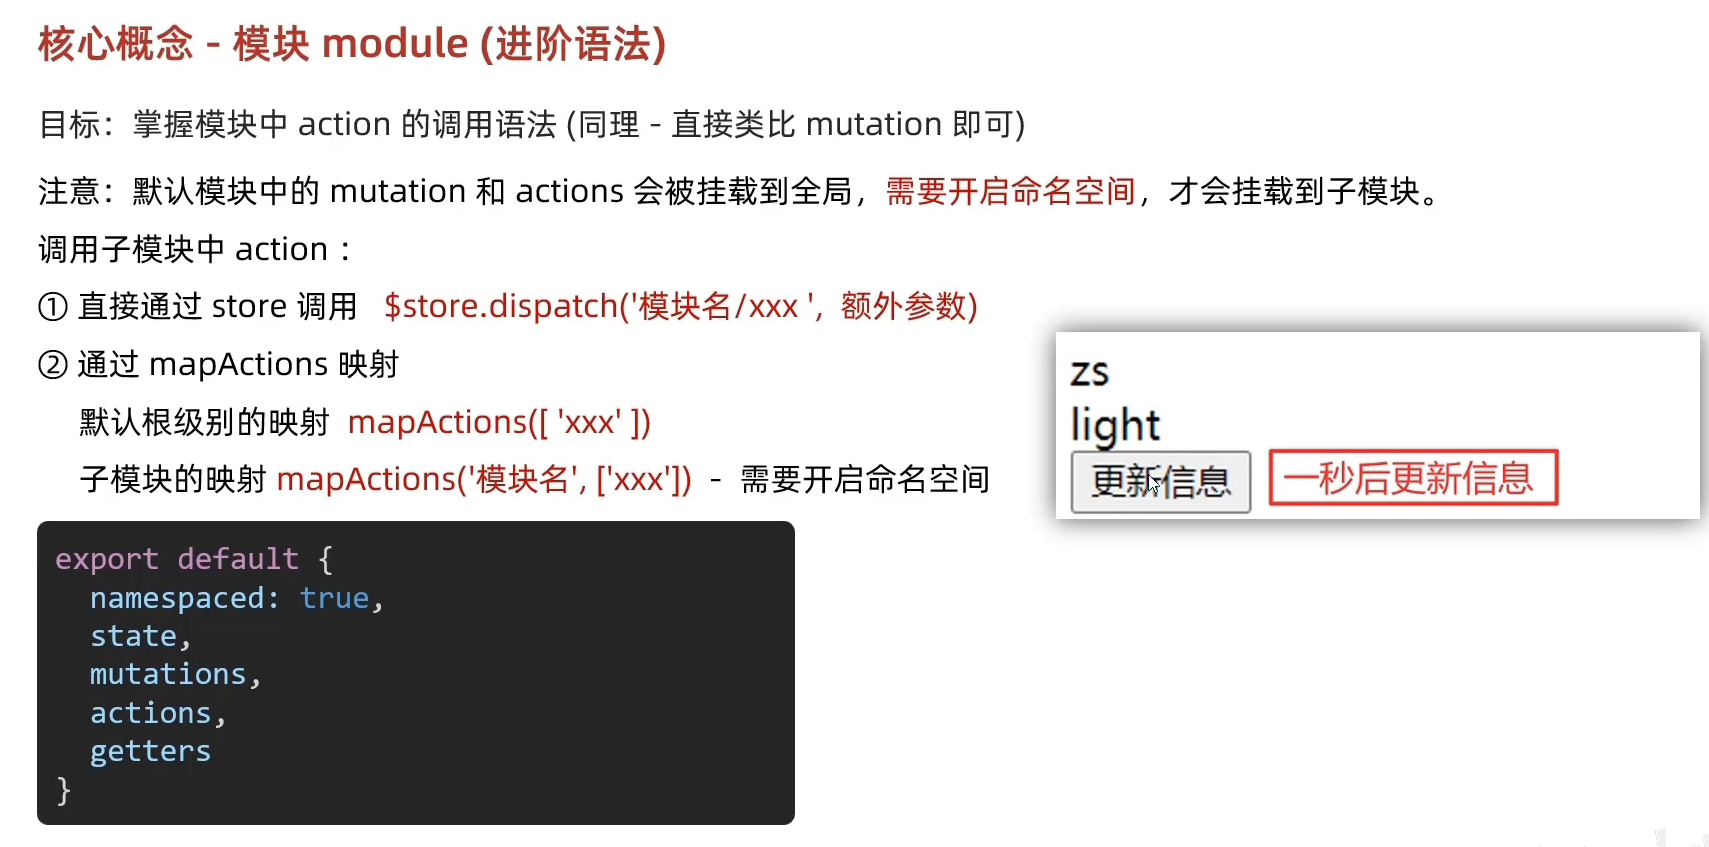 核心概念 - 模块 module (进阶语法)
目标：掌握模块中 action 的调用语法 (同理 - 直接类比 mutation 即可)
注意：默认模块中的 mutation 和 actions 会被挂载到全局，需要开启命名空间，才会挂载到子模块。
调用子模块中 action：
① 直接通过 store 调用 $store.dispatch('模块名/xxx ', 额外参数)
② 通过 mapActions 映射
默认根级别的映射 mapActions([ 'xxx' ])
子模块的映射 mapActions('模块名', ['xxx']) - 需要开启命名空间
zs
light
更新信息 一秒后更新信息
export default {
  namespaced: true,
  state,
  mutations,
  actions,
  getters
}